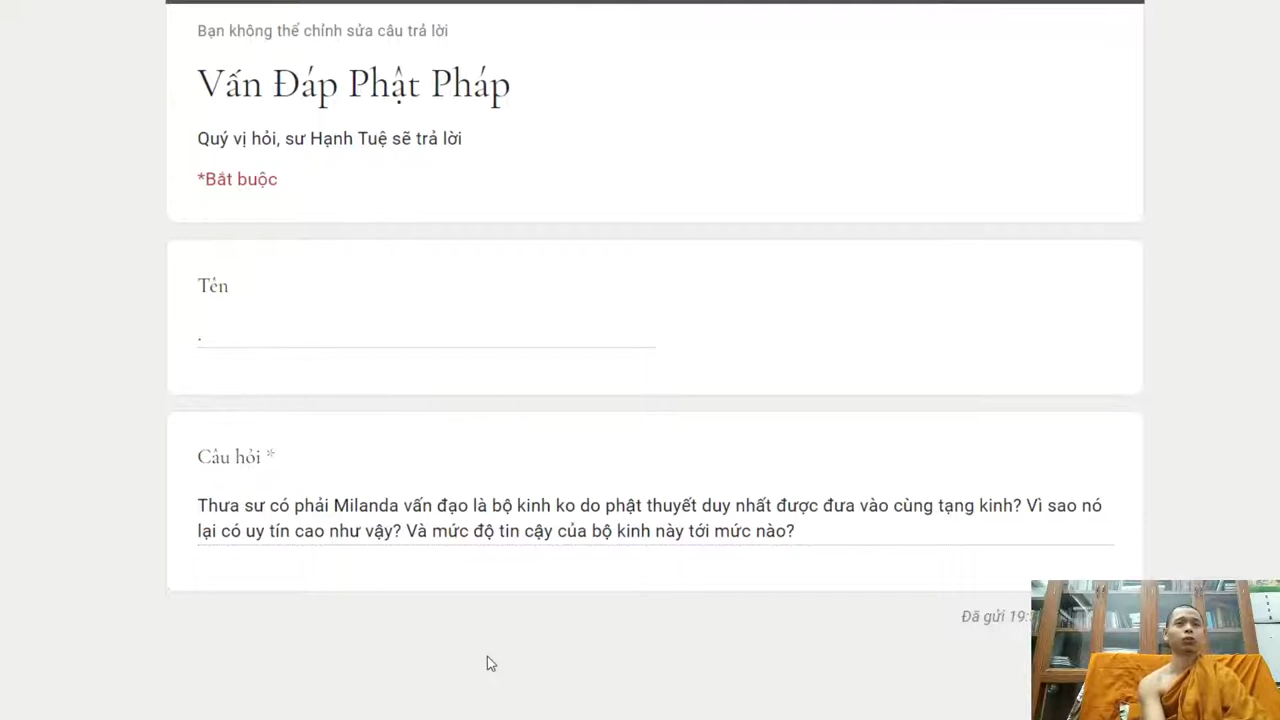 Bạn không thể chỉnh sửa câu trả lời
Vấn Đáp Phật Pháp
Quý vị hỏi, sư Hạnh Tuệ sẽ trả lời
*Bắt buộc
Tên
.
Câu hỏi *
Thưa sư có phải Milanda vấn đạo là bộ kinh ko do phật thuyết duy nhất được đưa vào cùng tạng kinh? Vì sao nó
lại có uy tín cao như vậy? Và mức độ tin cậy của bộ kinh này tới mức nào?
Đã gửi 19: